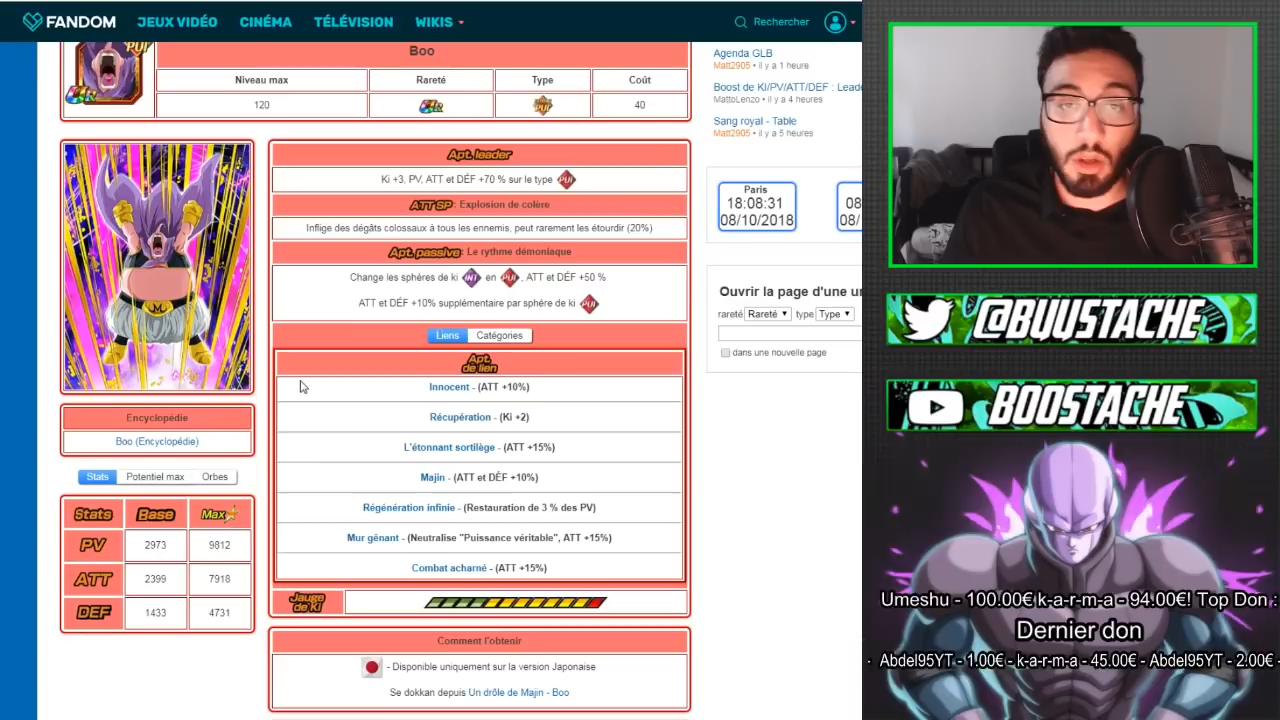 FANDOM
JEUX VIDÉO
CINÉMA
TÉLÉVISION
WIKIS
Rechercher
PUI
UR
Boo
Niveau max
Rareté
Type
Coût
120
UR
PUI
40
Apt. leader
Ki +3, PV, ATT et DÉF +70 % sur le type PUI
ATT SP : Explosion de colère
Inflige des dégâts colossaux à tous les ennemis, peut rarement les étourdir (20%)
Apt. passive : Le rythme démoniaque
Change les sphères de ki INT en PUI, ATT et DÉF +50 %
ATT et DÉF +10% supplémentaire par sphère de ki PUI
Liens
Catégories
Apt. de lien
Innocent - (ATT +10%)
Récupération - (Ki +2)
L'étonnant sortilège - (ATT +15%)
Majin - (ATT et DÉF +10%)
Régénération infinie - (Restauration de 3 % des PV)
Mur gênant - (Neutralise "Puissance véritable", ATT +15%)
Combat acharné - (ATT +15%)
Jauge de Ki
Comment l'obtenir
- Disponible uniquement sur la version Japonaise
Se dokkan depuis Un drôle de Majin - Boo
M
Encyclopédie
Boo (Encyclopédie)
Stats
Potentiel max
Orbes
Stats
Base
Max
PV
2973
9812
ATT
2399
7918
DEF
1433
4731
Agenda GLB
Matt2905 • il y a 1 heure
Boost de KI/PV/ATT/DEF : Lead
MattoLenzo • il y a 4 heures
Sang royal - Table
Matt2905 • il y a 5 heures
Paris
18:08:31
08/10/2018
08
08/
Ouvrir la page d'une u
rareté Rareté type Type
dans une nouvelle page
@BUUSTACHE
BOOSTACHE
Umeshu - 100.00€ k-a-r-m-a - 94.00€! Top Don :
Dernier don
- Abdel95YT - 1.00€ - k-a-r-m-a - 45.00€ - Abdel95YT - 2.00€ -